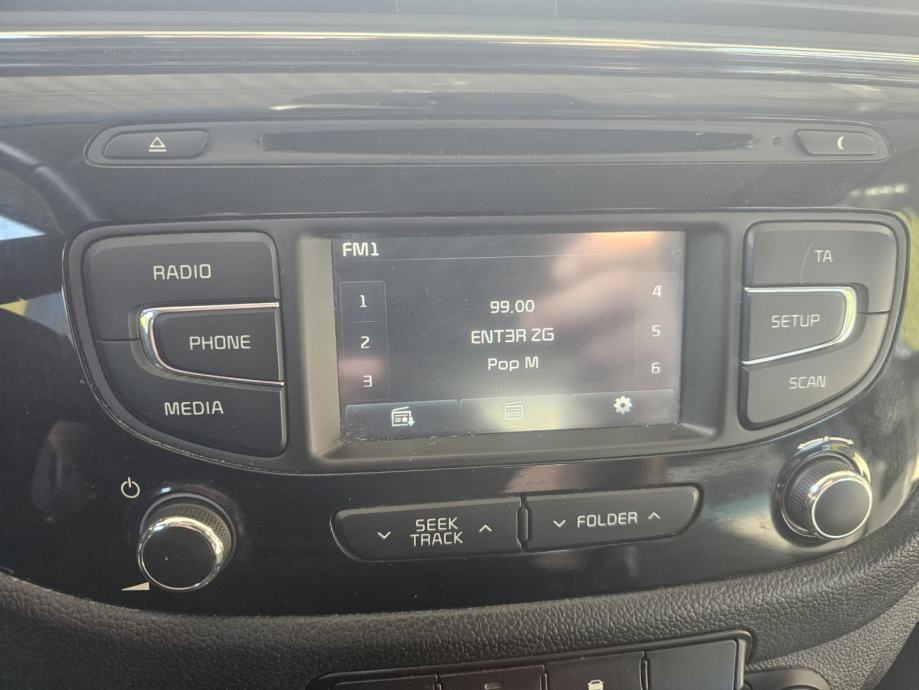 RADIO
PHONE
MEDIA
FM1
1
2
3
99.00
ENT3R ZG
Pop M
4
5
6
AUTO
TA
SETUP
SCAN
SEEK
TRACK
FOLDER